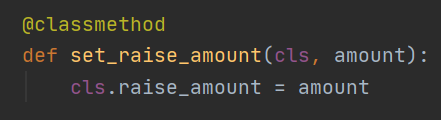 @classmethod
def set_raise_amount(cls, amount):
    cls.raise_amount = amount